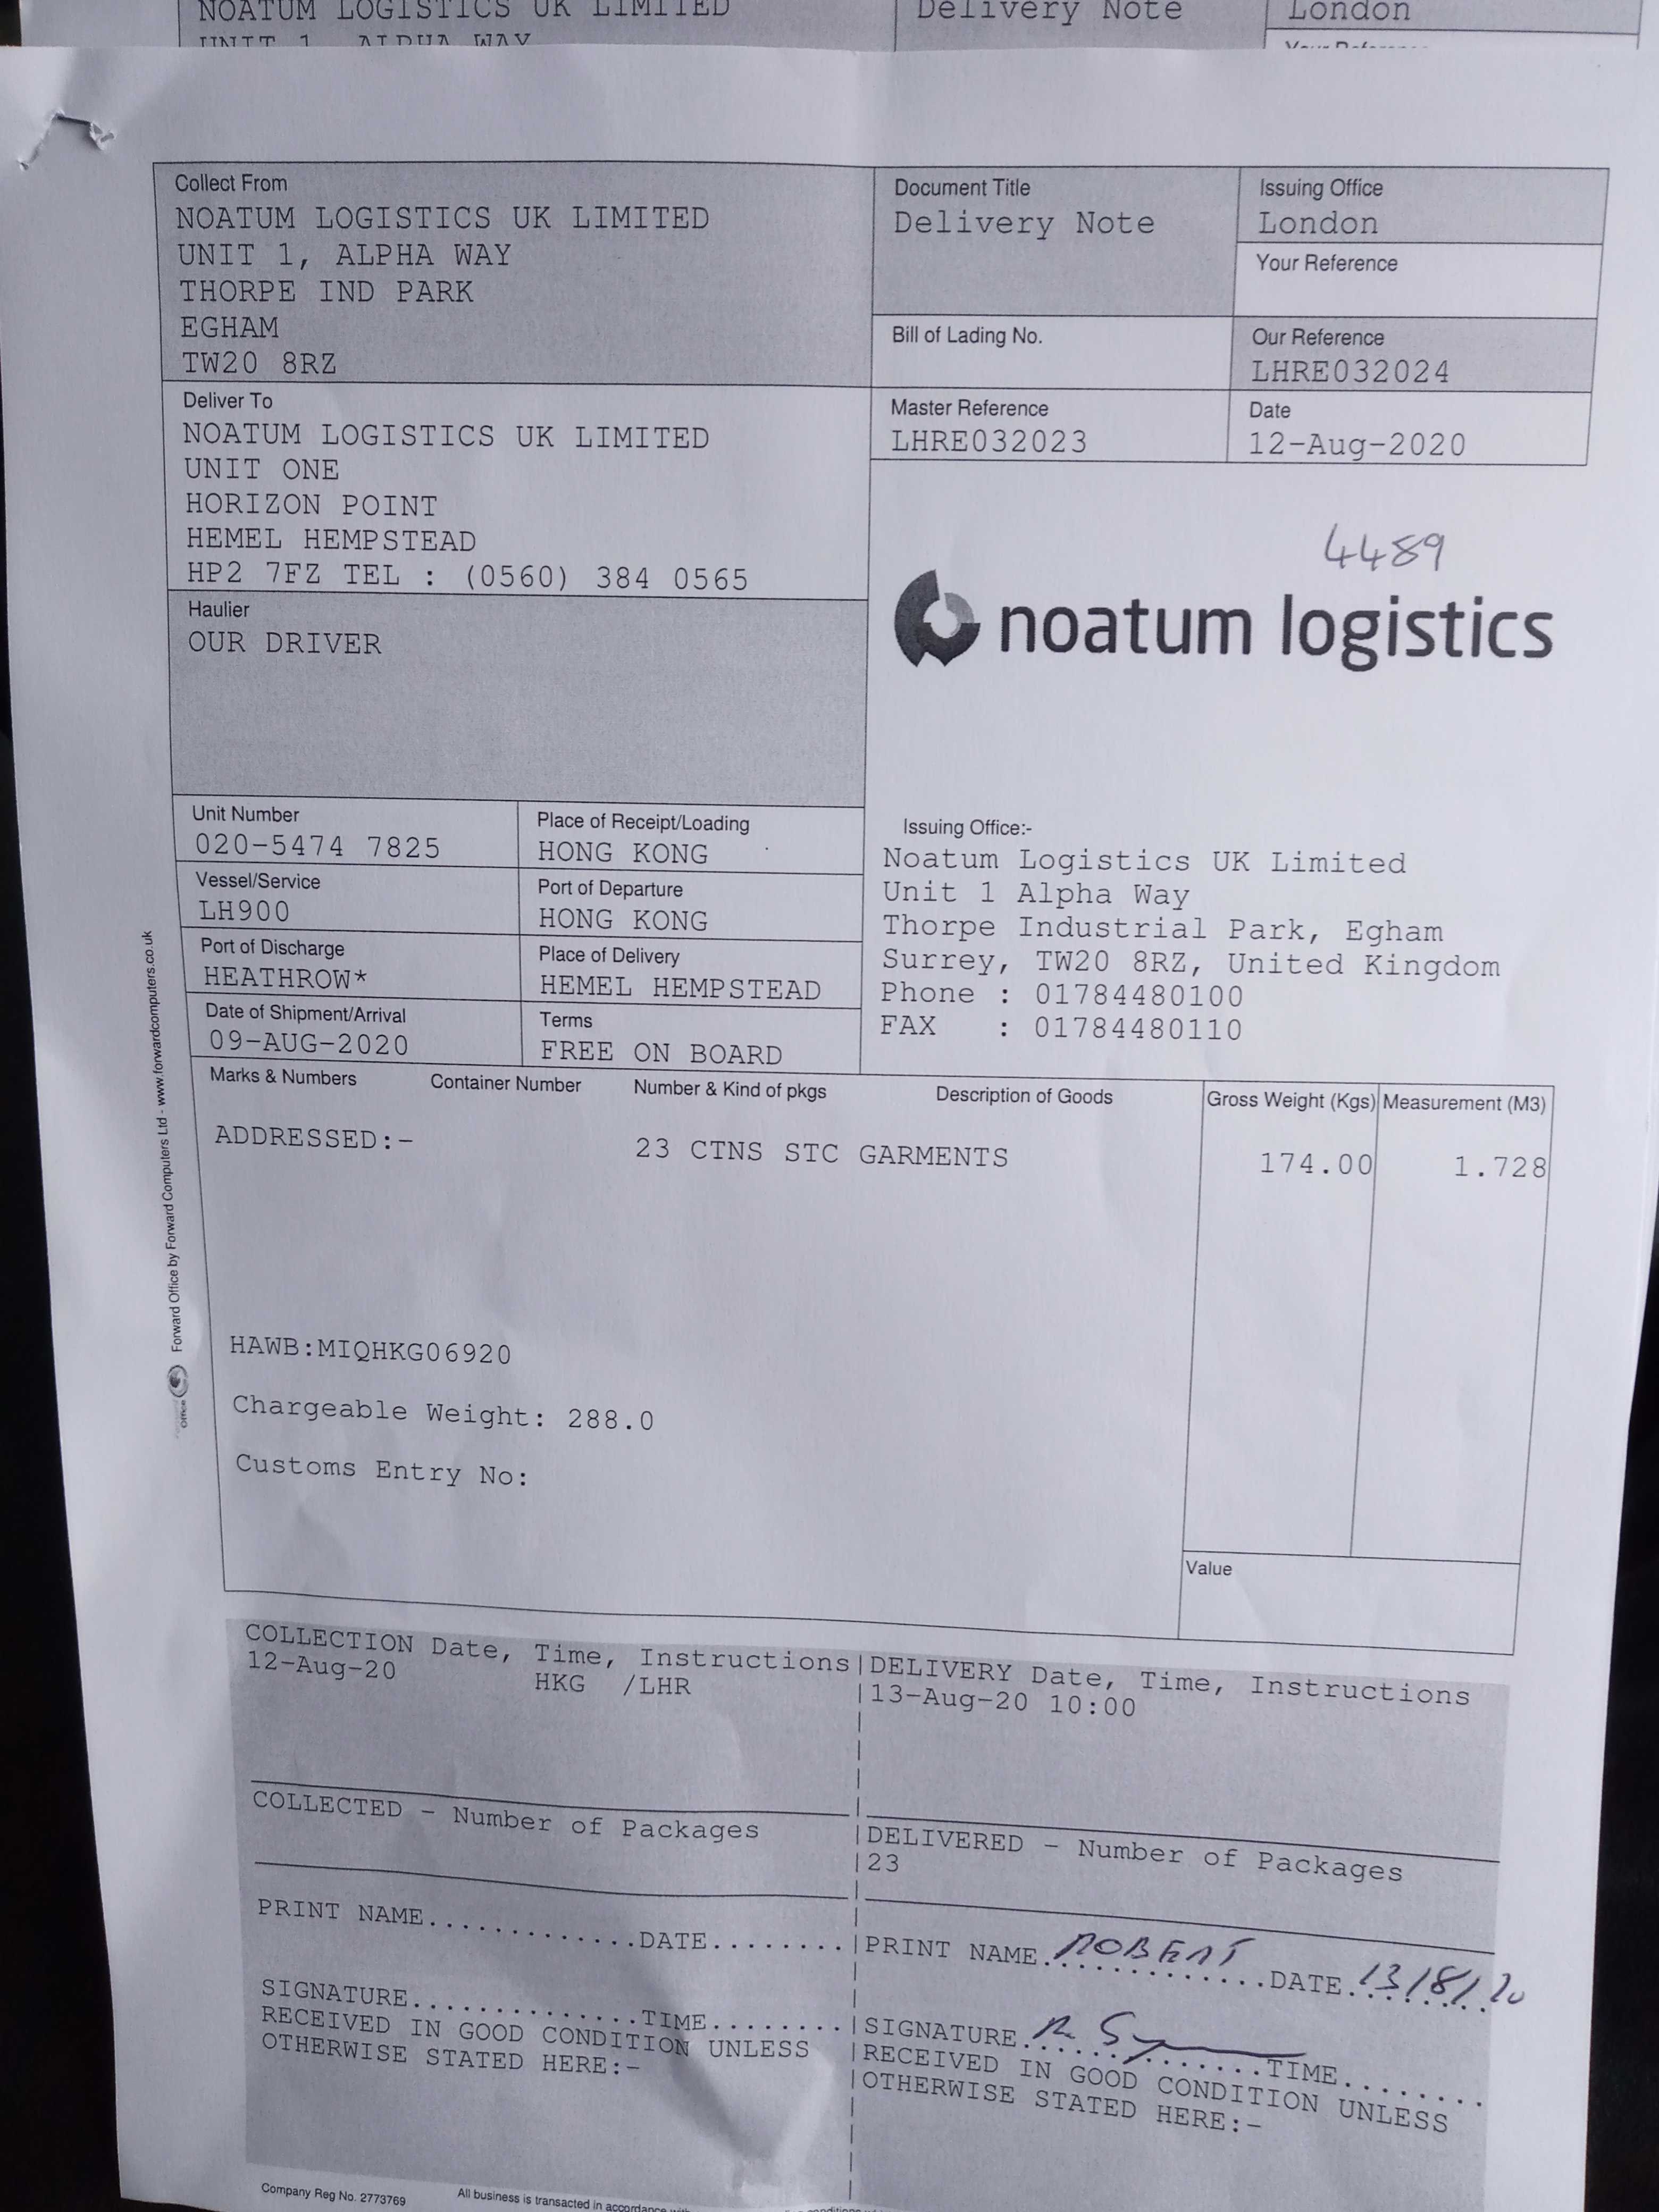 NOATUM LOGISTICS UK LIMITED
Delivery Note
London
UNIT 1, ALPHA WAY
Your Reference
Collect From
NOATUM LOGISTICS UK LIMITED
UNIT 1, ALPHA WAY
THORPE IND PARK
EGHAM
TW20 8RZ
Document Title
Delivery Note
Issuing Office
London
Your Reference
Bill of Lading No.
Our Reference
LHRE032024
Deliver To
NOATUM LOGISTICS UK LIMITED
UNIT ONE
HORIZON POINT
HEMEL HEMPSTEAD
HP2 7FZ TEL : (0560) 384 0565
Master Reference
LHRE032023
Date
12-Aug-2020
4489
noatum logistics
Haulier
OUR DRIVER
Unit Number
020-5474 7825
Place of Receipt/Loading
HONG KONG
Vessel/Service
LH900
Port of Departure
HONG KONG
Port of Discharge
HEATHROW*
Place of Delivery
HEMEL HEMPSTEAD
Date of Shipment/Arrival
09-AUG-2020
Terms
FREE ON BOARD
Issuing Office:-
Noatum Logistics UK Limited
Unit 1 Alpha Way
Thorpe Industrial Park, Egham
Surrey, TW20 8RZ, United Kingdom
Phone : 01784480100
FAX : 01784480110
Marks & Numbers Container Number Number & Kind of pkgs Description of Goods Gross Weight (Kgs) Measurement (M3)
ADDRESSED:- 23 CTNS STC GARMENTS 174.00 1.728
HAWB:MIQHKG06920
Chargeable Weight: 288.0
Customs Entry No:
Value
Forward Office by Forward Computers Ltd - www.forwardcomputers.co.uk
Office
COLLECTION Date, Time, Instructions
12-Aug-20 HKG /LHR
DELIVERY Date, Time, Instructions
13-Aug-20 10:00
COLLECTED - Number of Packages
DELIVERED - Number of Packages
23
PRINT NAME.............DATE........
SIGNATURE..............TIME........
RECEIVED IN GOOD CONDITION UNLESS
OTHERWISE STATED HERE:-
PRINT NAME. ROBERT DATE. 13/8/20
SIGNATURE. R. TIME.........
RECEIVED IN GOOD CONDITION UNLESS
OTHERWISE STATED HERE:-
Company Reg No. 2773769
All business is transacted in accordance